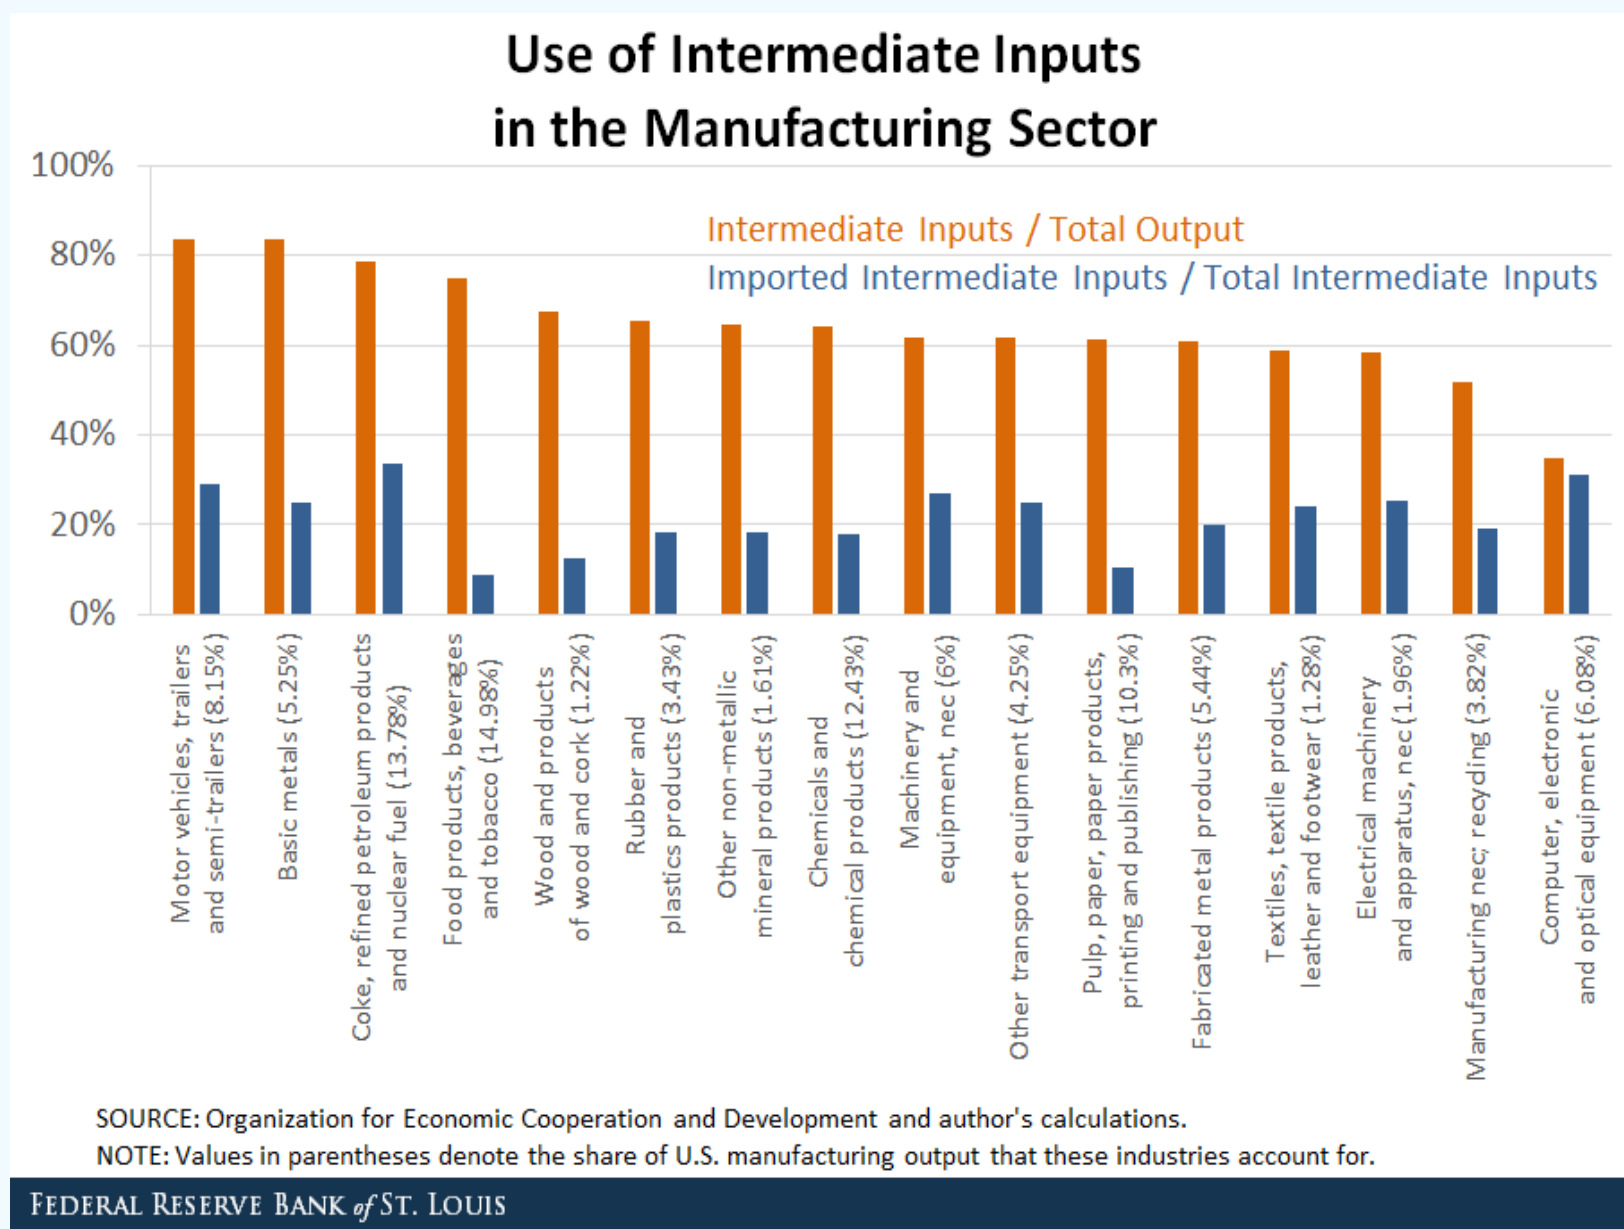 Use of Intermediate Inputs
in the Manufacturing Sector
100%
80%
60%
40%
20%
0%
Intermediate Inputs / Total Output
Imported Intermediate Inputs / Total Intermediate Inputs
Motor vehicles, trailers
and semi-trailers (8.15%)
Basic metals (5.25%)
Coke, refined petroleum products
and nuclear fuel (13.78%)
Food products, beverages
and tobacco (14.98%)
Wood and products
of wood and cork (1.22%)
Rubber and
plastics products (3.43%)
Other non-metallic
mineral products (1.61%)
Chemicals and
chemical products (12.43%)
Machinery and
equipment, nec (6%)
Other transport equipment (4.25%)
Pulp, paper, paper products,
printing and publishing (10.3%)
Fabricated metal products (5.44%)
Textiles, textile products,
leather and footwear (1.28%)
Electrical machinery
and apparatus, nec (1.96%)
Manufacturing nec; recycling (3.82%)
Computer, electronic
and optical equipment (6.08%)
SOURCE: Organization for Economic Cooperation and Development and author's calculations.
NOTE: Values in parentheses denote the share of U.S. manufacturing output that these industries account for.
FEDERAL RESERVE BANK of ST. LOUIS